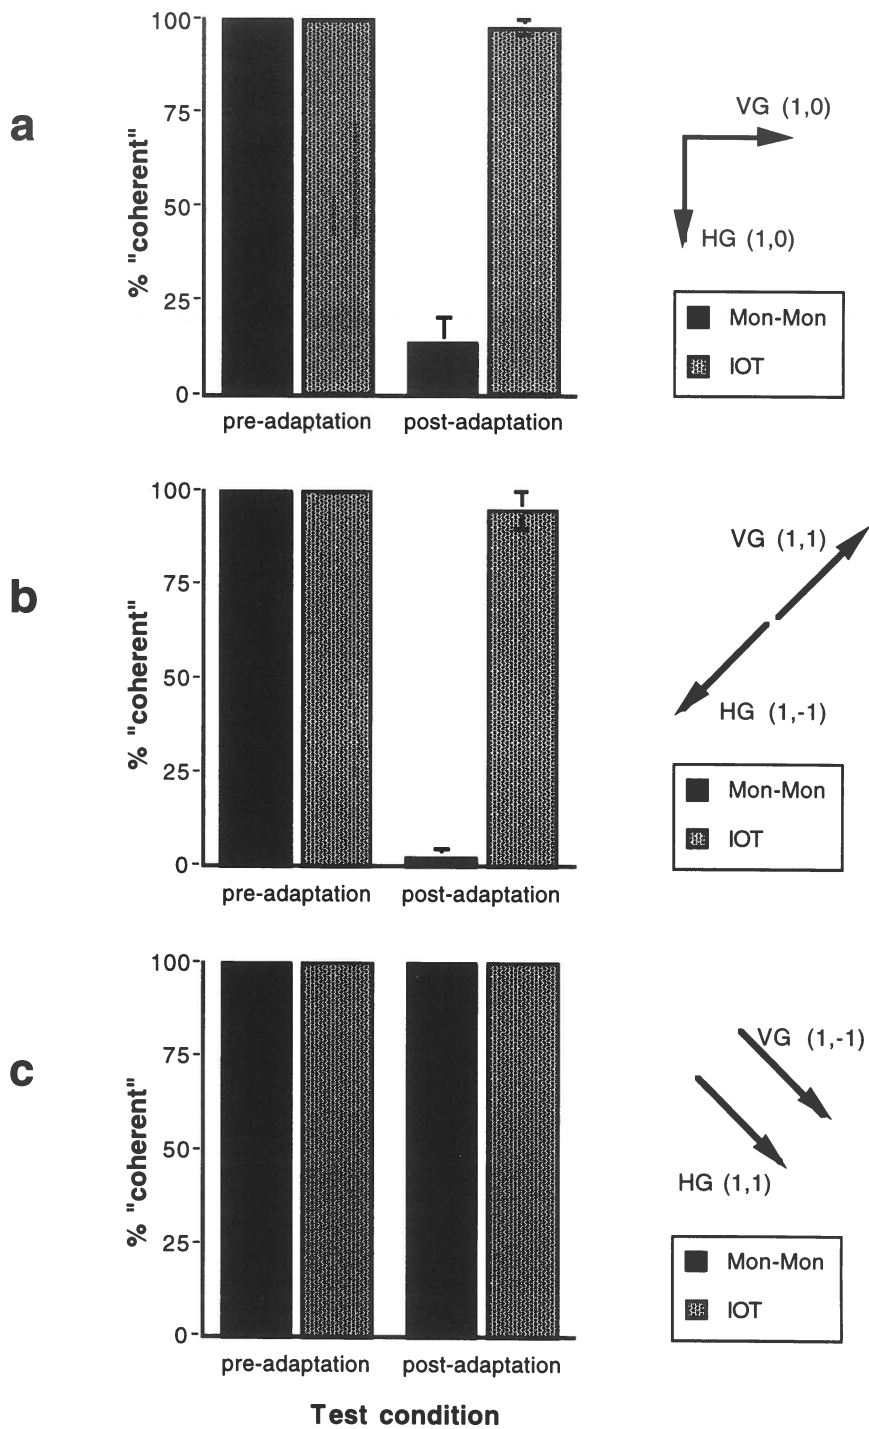 a
% "coherent"
100
75
50
25
0
pre-adaptation post-adaptation
VG (1,0)
HG (1,0)
Mon-Mon
IOT
b
% "coherent"
100
75
50
25
0
pre-adaptation post-adaptation
VG (1,1)
HG (1,-1)
Mon-Mon
IOT
c
% "coherent"
100
75
50
25
0
pre-adaptation post-adaptation
VG (1,-1)
HG (1,1)
Mon-Mon
IOT
Test condition